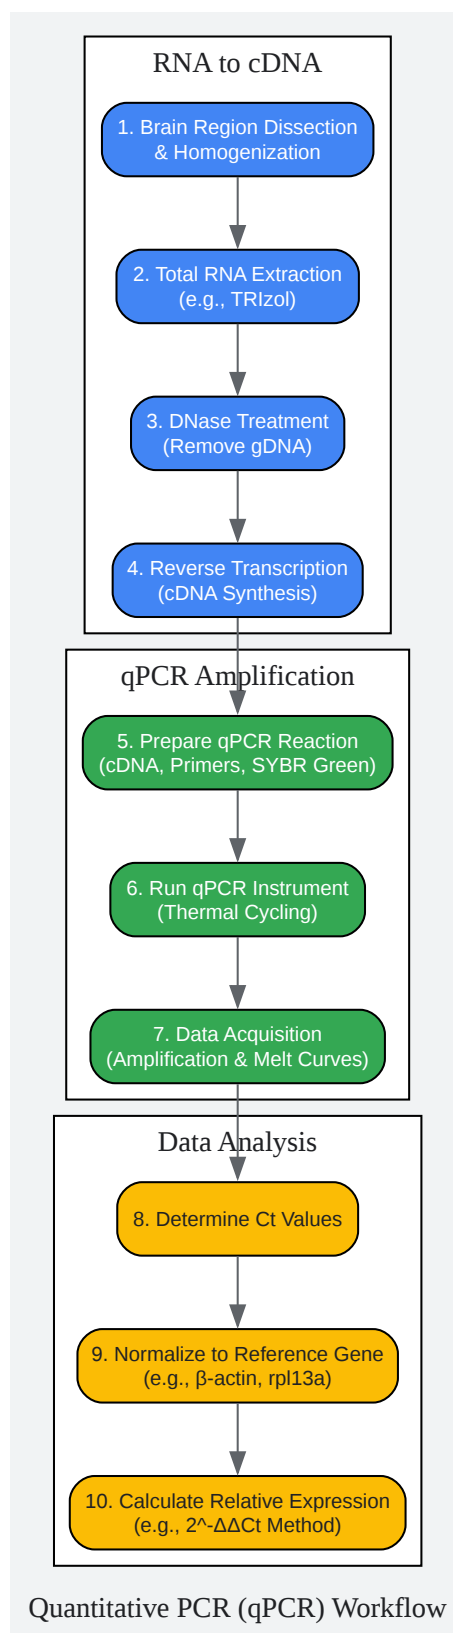 RNA to cDNA
1. Brain Region Dissection
& Homogenization
2. Total RNA Extraction
(e.g., TRIzol)
3. DNase Treatment
(Remove gDNA)
4. Reverse Transcription
(cDNA Synthesis)
qPCR Amplification
5. Prepare qPCR Reaction
(cDNA, Primers, SYBR Green)
6. Run qPCR Instrument
(Thermal Cycling)
7. Data Acquisition
(Amplification & Melt Curves)
Data Analysis
8. Determine Ct Values
9. Normalize to Reference Gene
(e.g., β-actin, rpl13a)
10. Calculate Relative Expression
(e.g., 2^-ΔΔCt Method)
Quantitative PCR (qPCR) Workflow